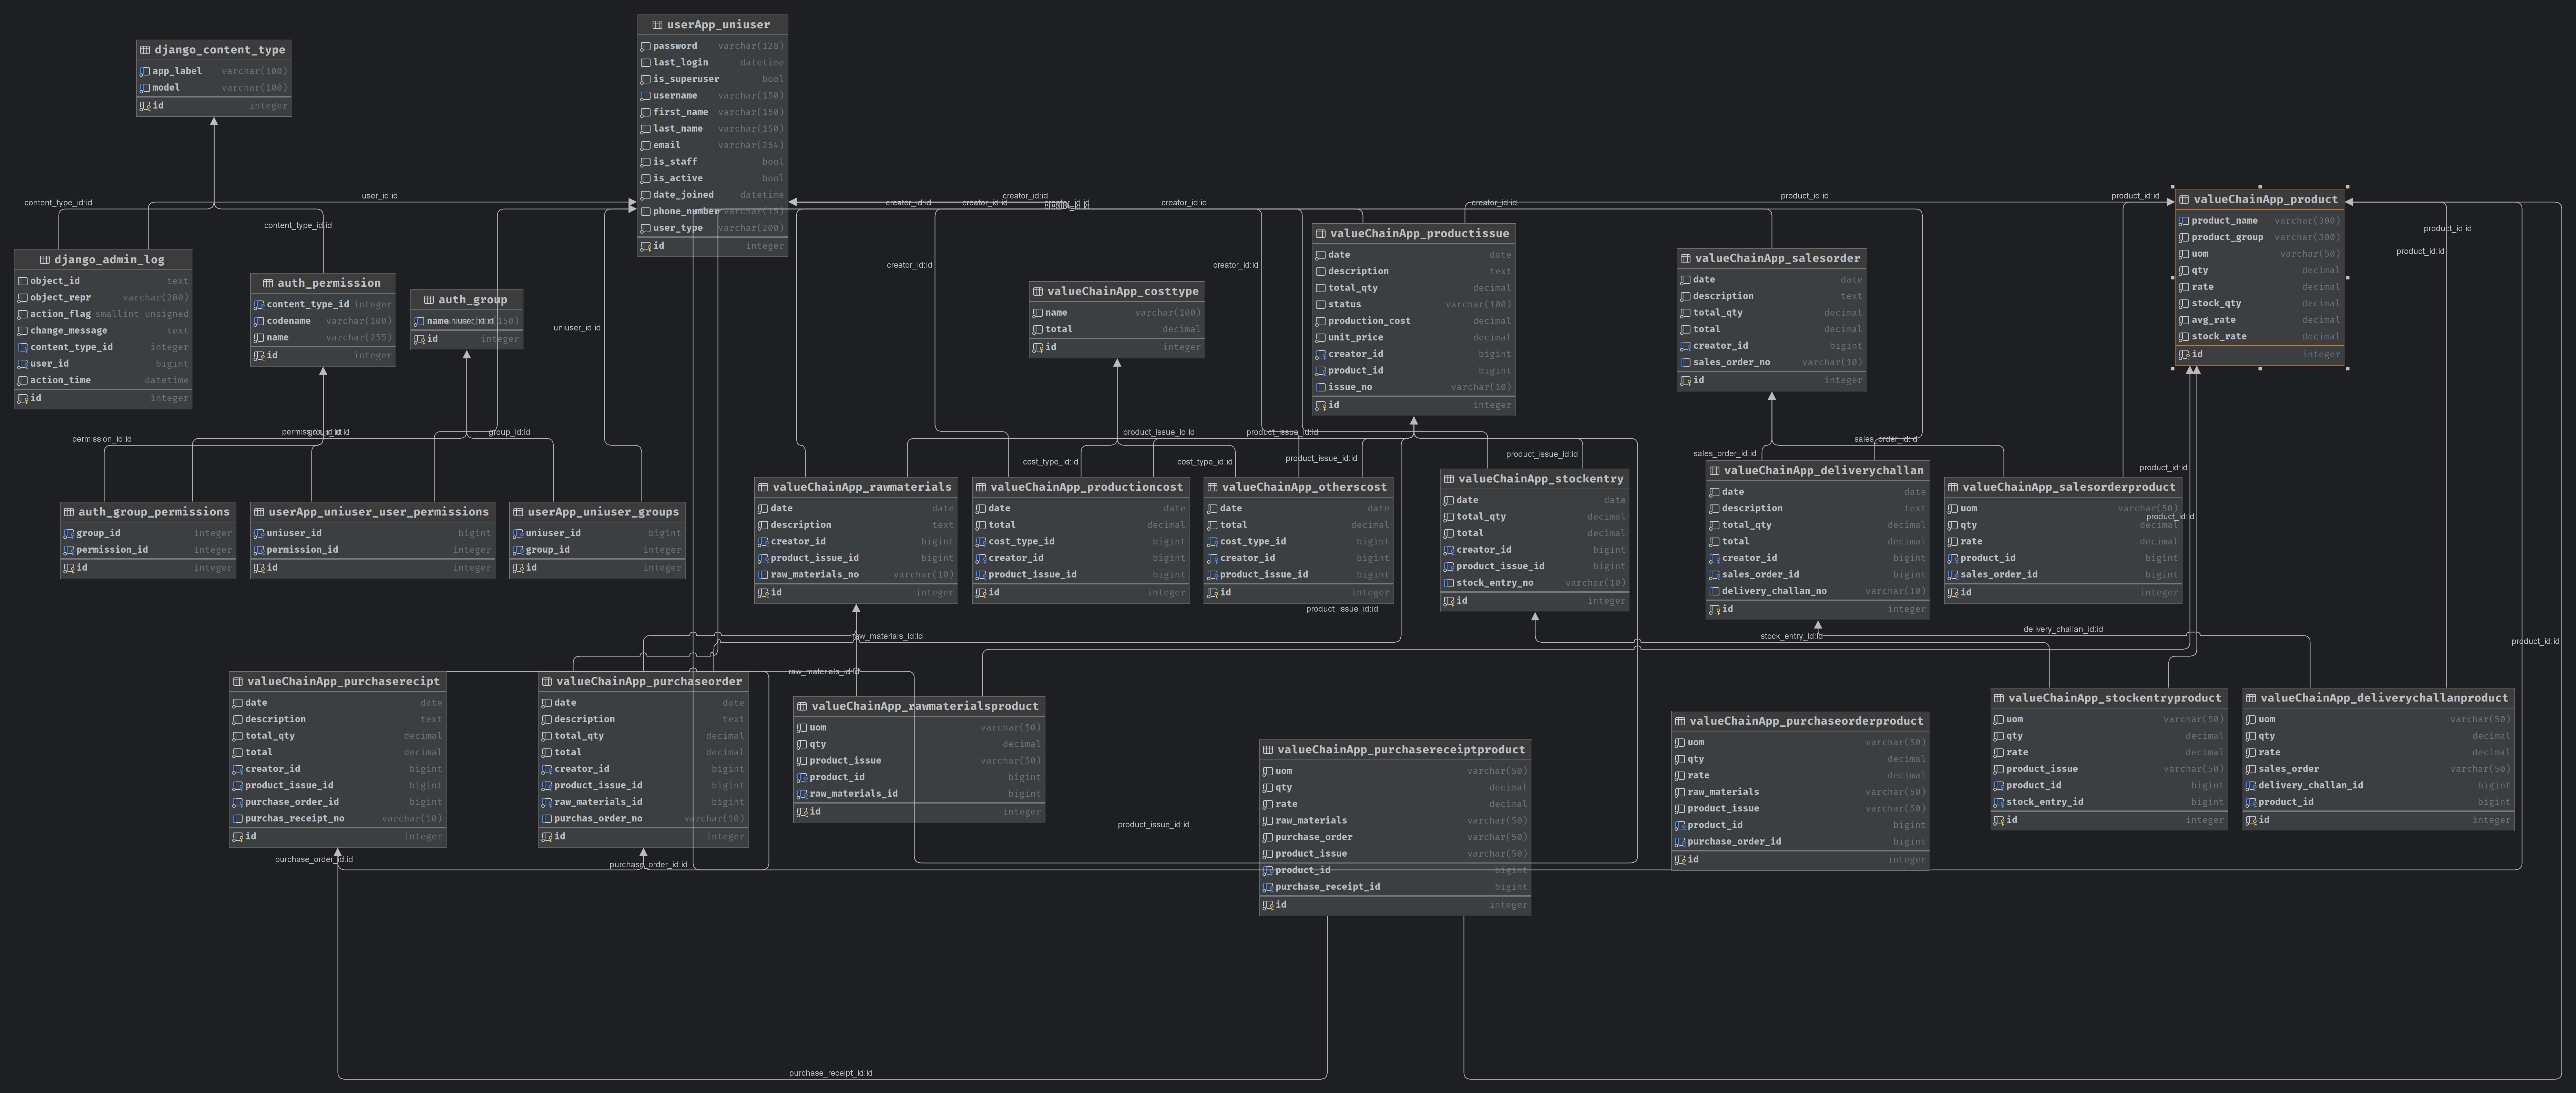 userApp_uniuser
password varchar(128)
last_login datetime
is_superuser bool
username varchar(150)
first_name varchar(150)
last_name varchar(150)
email varchar(254)
is_staff bool
is_active bool
date_joined datetime
phone_number varchar(15)
user_type varchar(200)
id integer
django_content_type
app_label varchar(100)
model varchar(100)
id integer
content_type_id:id
user_id:id
content_type_id:id
creator_id:id
creator_id:id
creator_id:id
creator_id:id
creator_id:id
product_id:id
product_id:id
valueChainApp_product
product_name varchar(300)
product_group varchar(300)
uom varchar(50)
qty decimal
rate decimal
stock_qty decimal
avg_rate decimal
stock_rate decimal
id integer
product_id:id
product_id:id
django_admin_log
object_id text
object_repr varchar(200)
action_flag smallint unsigned
change_message text
content_type_id integer
user_id bigint
action_time datetime
id integer
auth_permission
content_type_id integer
codename varchar(100)
name varchar(255)
id integer
auth_group
name uniuser_id:id
id integer
uniuser_id:id
creator_id:id
creator_id:id
valueChainApp_costtype
name varchar(100)
total decimal
id integer
valueChainApp_productissue
date date
description text
total_qty decimal
status varchar(100)
production_cost decimal
unit_price decimal
creator_id bigint
product_id bigint
issue_no varchar(10)
id integer
valueChainApp_salesorder
date date
description text
total_qty decimal
total decimal
creator_id bigint
sales_order_no varchar(10)
id integer
permission_id:id
group_id:id
product_issue_id:id
product_issue_id:id
cost_type_id:id
cost_type_id:id
product_issue_id:id
product_issue_id:id
sales_order_id:id
sales_order_id:id
product_id:id
auth_group_permissions
group_id integer
permission_id integer
id integer
userApp_uniuser_user_permissions
uniuser_id bigint
permission_id integer
id integer
userApp_uniuser_groups
uniuser_id bigint
group_id integer
id integer
valueChainApp_rawmaterials
date date
description text
creator_id bigint
product_issue_id bigint
raw_materials_no varchar(10)
id integer
valueChainApp_productioncost
date date
total decimal
cost_type_id bigint
creator_id bigint
product_issue_id bigint
id integer
valueChainApp_otherscost
date date
total decimal
cost_type_id bigint
creator_id bigint
product_issue_id bigint
id integer
valueChainApp_stockentry
date date
total_qty decimal
total decimal
creator_id bigint
product_issue_id bigint
stock_entry_no varchar(10)
id integer
valueChainApp_deliverychallan
date date
description text
total_qty decimal
total decimal
creator_id bigint
sales_order_id bigint
delivery_challan_no varchar(10)
id integer
valueChainApp_salesorderproduct
uom varchar(50)
qty decimal
rate decimal
product_id bigint
sales_order_id bigint
id integer
product_id:id
product_issue_id:id
raw_materials_id:id
stock_entry_id:id
delivery_challan_id:id
product_id:id
raw_materials_id:id
valueChainApp_purchasereceipt
date date
description text
total_qty decimal
total decimal
creator_id bigint
product_issue_id bigint
purchase_order_id bigint
purchas_receipt_no varchar(10)
id integer
valueChainApp_purchaseorder
date date
description text
total_qty decimal
total decimal
creator_id bigint
product_issue_id bigint
raw_materials_id bigint
purchas_order_no varchar(10)
id integer
valueChainApp_rawmaterialsproduct
uom varchar(50)
qty decimal
product_issue varchar(50)
product_id bigint
raw_materials_id bigint
id integer
valueChainApp_purchasereceiptproduct
uom varchar(50)
qty decimal
rate decimal
raw_materials varchar(50)
purchase_order varchar(50)
product_issue varchar(50)
product_id bigint
purchase_receipt_id bigint
id integer
valueChainApp_purchaseorderproduct
uom varchar(50)
qty decimal
rate decimal
raw_materials varchar(50)
product_issue varchar(50)
product_id bigint
purchase_order_id bigint
id integer
valueChainApp_stockentryproduct
uom varchar(50)
qty decimal
rate decimal
product_issue varchar(50)
product_id bigint
stock_entry_id bigint
id integer
valueChainApp_deliverychallanproduct
uom varchar(50)
qty decimal
rate decimal
sales_order varchar(50)
delivery_challan_id bigint
product_id bigint
id integer
product_issue_id:id
purchase_order_id:id
purchase_order_id:id
purchase_receipt_id:id